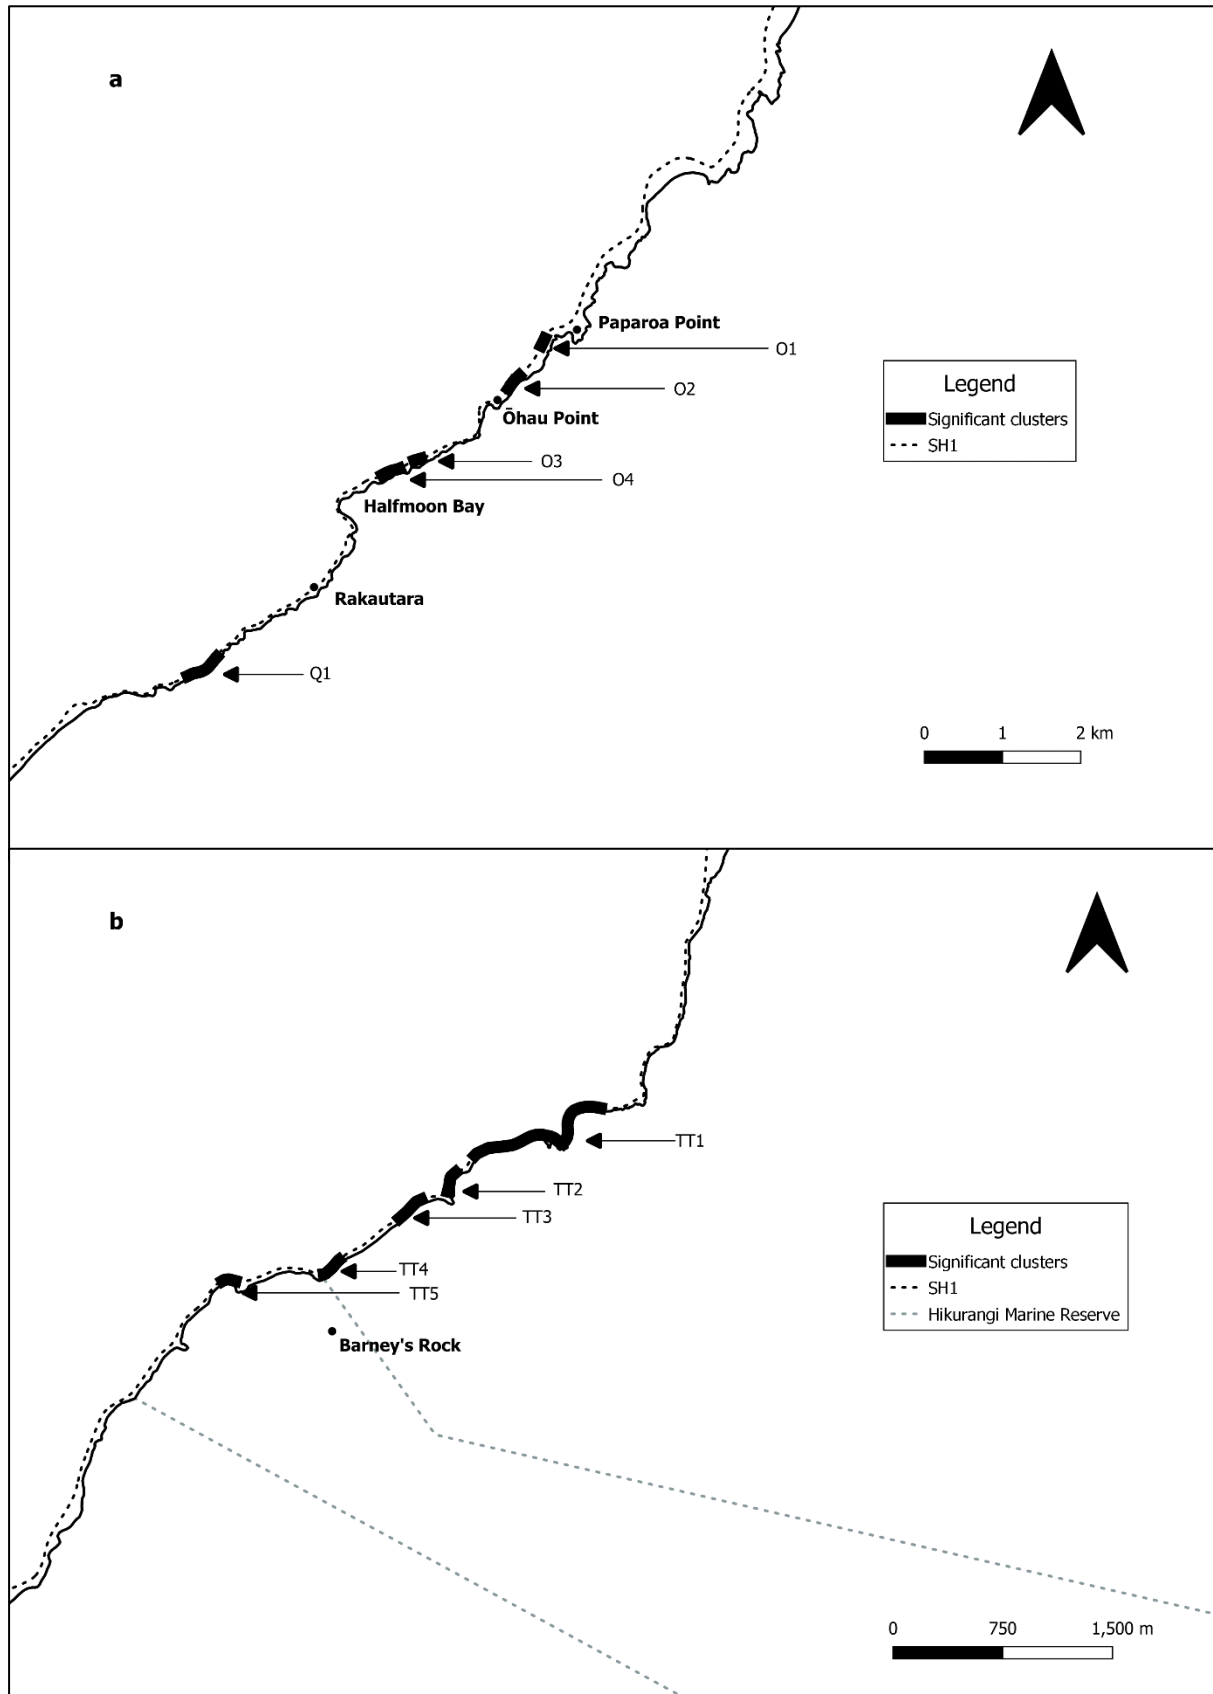 a
Paparoa Point
O1
O2
Ōhau Point
O3
O4
Halfmoon Bay
Rakautara
Q1
Legend
Significant clusters
SH1
0 1 2 km
b
TT1
TT2
TT3
TT4
TT5
Barney's Rock
Legend
Significant clusters
SH1
Hikurangi Marine Reserve
0 750 1,500 m